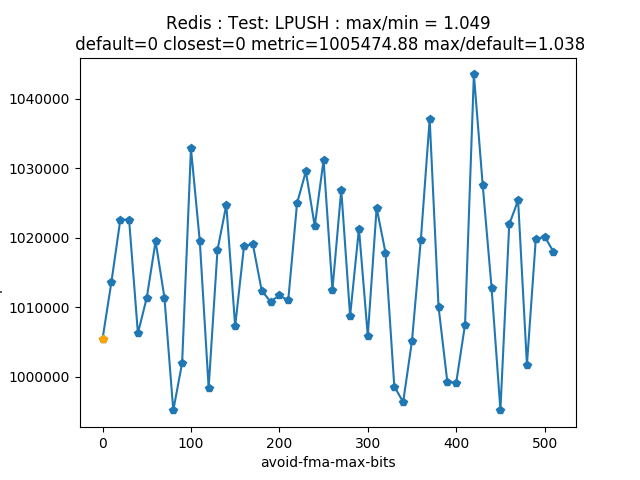 Redis : Test: LPUSH : max/min = 1.049
default=0 closest=0 metric=1005474.88 max/default=1.038
1040000
1030000
1020000
1010000
1000000
0 100 200 300 400 500
avoid-fma-max-bits